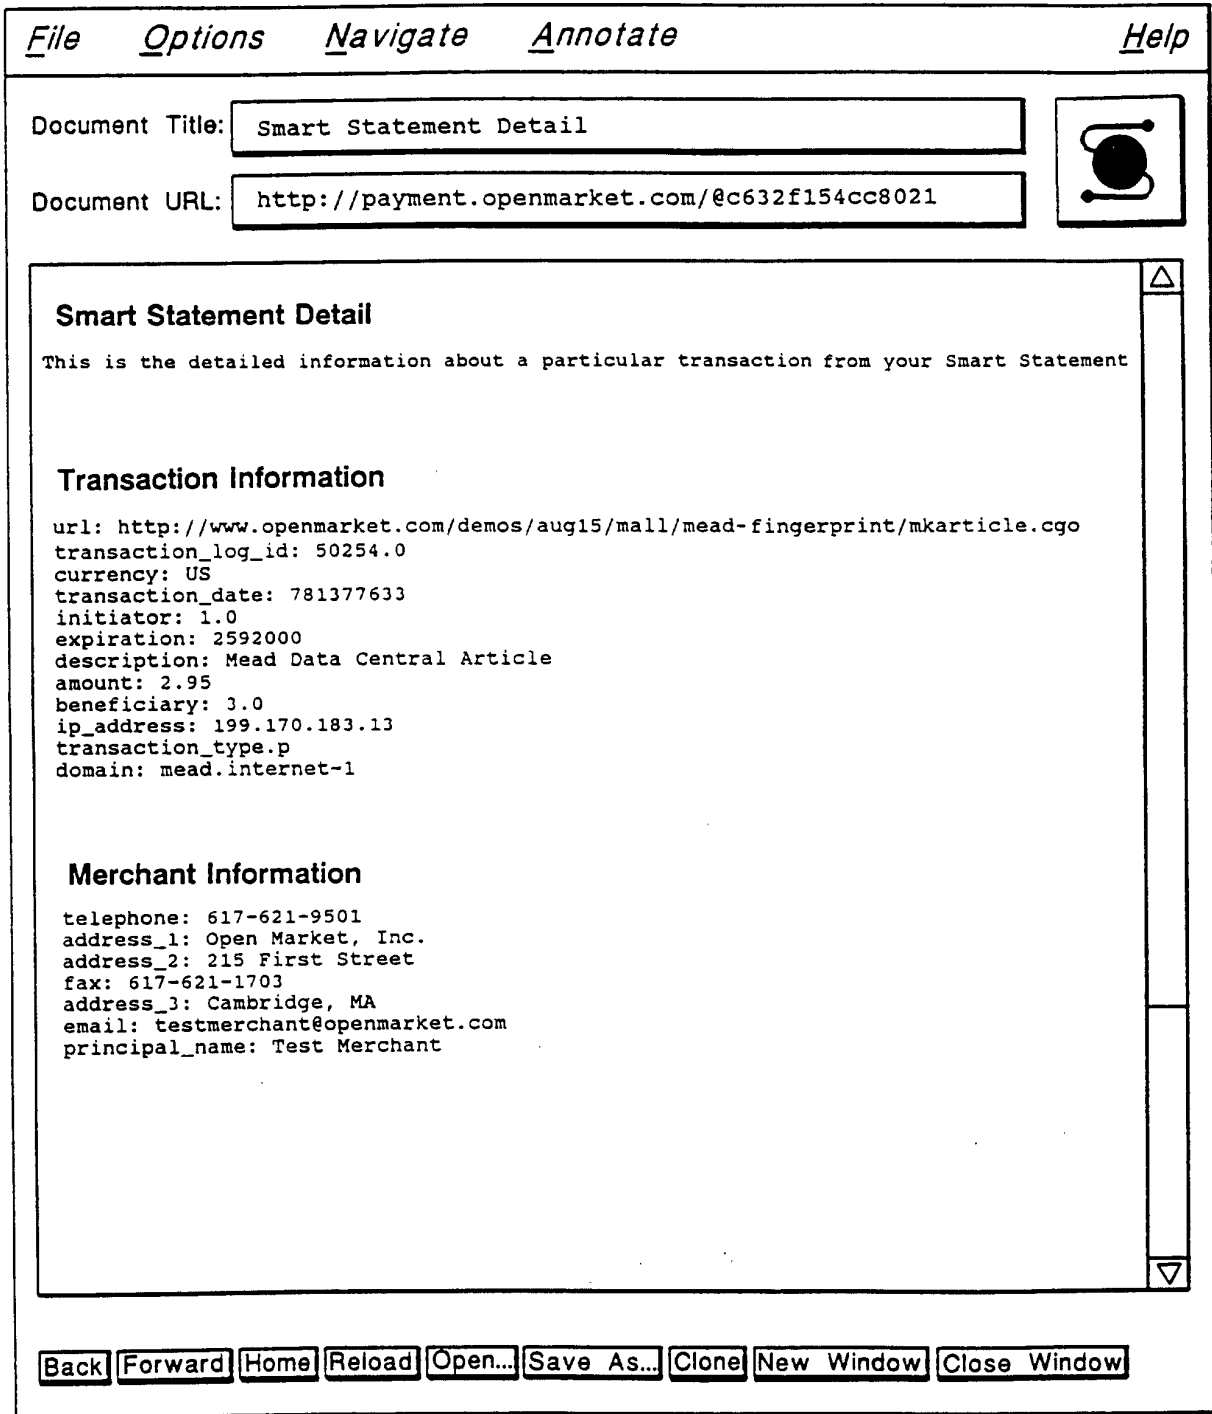 File Options Navigate Annotate Help
Document Title: Smart Statement Detail
Document URL: http://payment.openmarket.com/@c632f154cc8021
Smart Statement Detail
This is the detailed information about a particular transaction from your Smart Statement
Transaction Information
url: http://www.openmarket.com/demos/aug15/mall/mead-fingerprint/mkarticle.cgo
transaction_log_id: 50254.0
currency: US
transaction_date: 781377633
initiator: 1.0
expiration: 2592000
description: Mead Data Central Article
amount: 2.95
beneficiary: 3.0
ip_address: 199.170.183.13
transaction_type.p
domain: mead.internet-1
Merchant Information
telephone: 617-621-9501
address_1: Open Market, Inc.
address_2: 215 First Street
fax: 617-621-1703
address_3: Cambridge, MA
email: testmerchant@openmarket.com
principal_name: Test Merchant
Back Forward Home Reload Open... Save As... Clone New Window Close Window